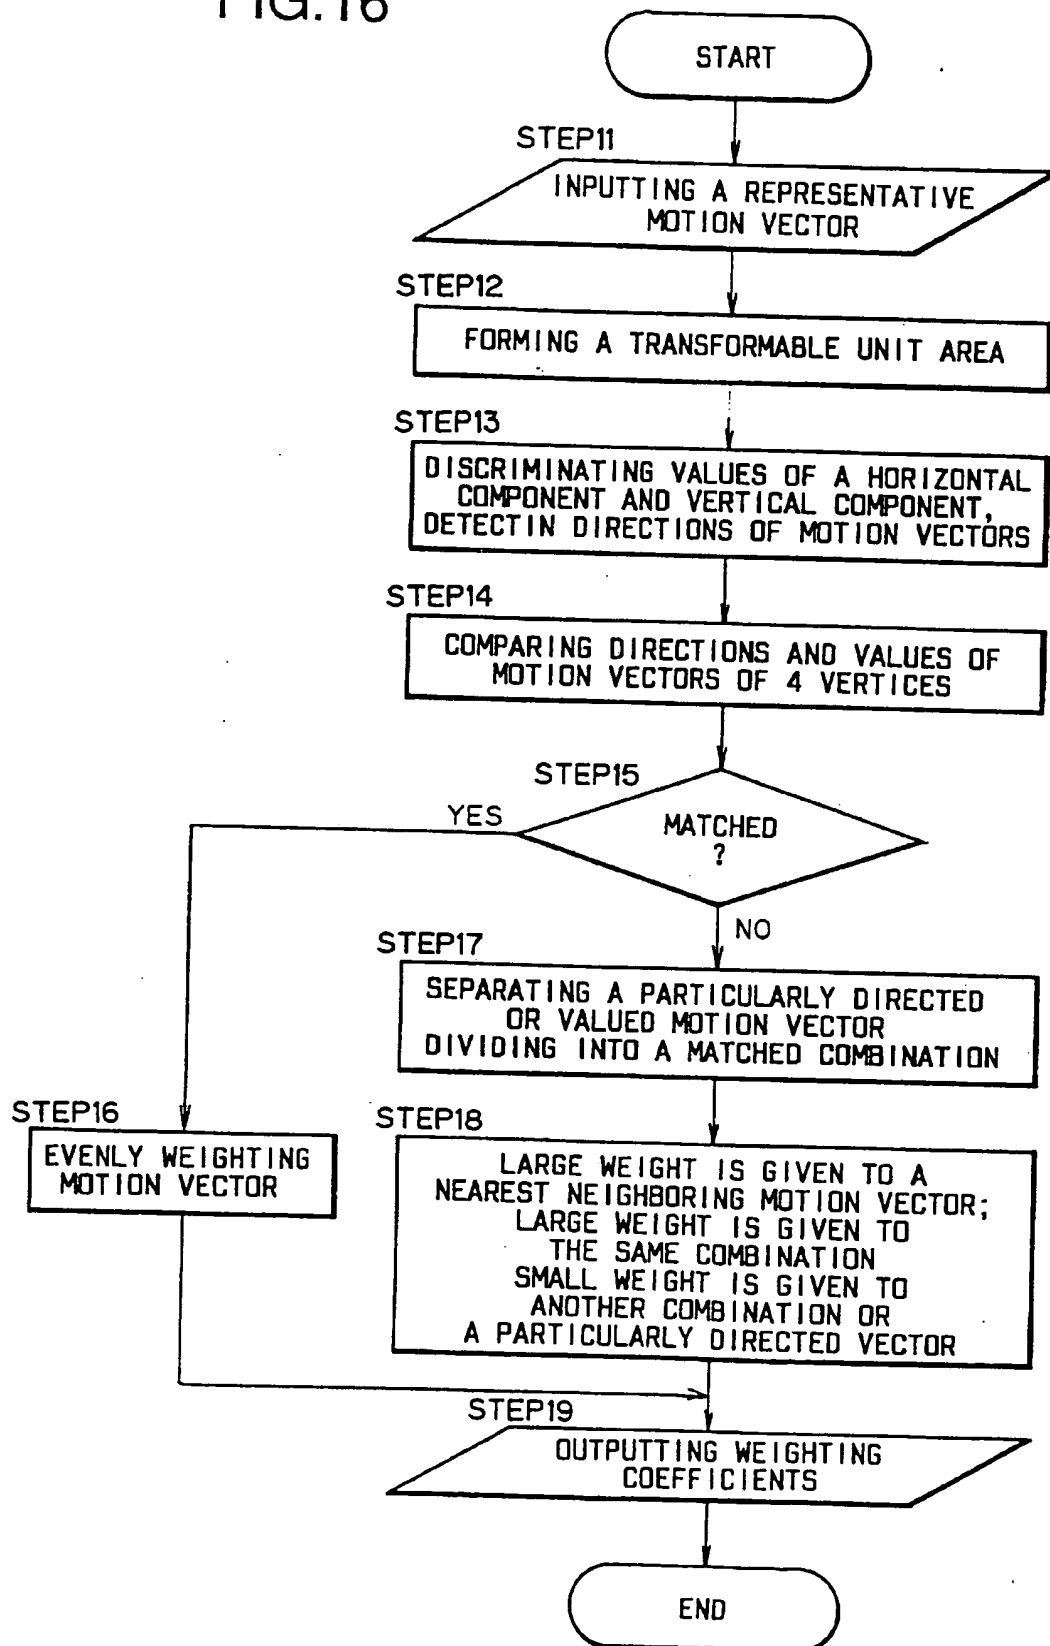 FIG. 16
START
STEP11
INPUTTING A REPRESENTATIVE
MOTION VECTOR
STEP12
FORMING A TRANSFORMABLE UNIT AREA
STEP13
DISCRIMINATING VALUES OF A HORIZONTAL
COMPONENT AND VERTICAL COMPONENT,
DETECTIN DIRECTIONS OF MOTION VECTORS
STEP14
COMPARING DIRECTIONS AND VALUES OF
MOTION VECTORS OF 4 VERTICES
STEP15
MATCHED
?
YES
NO
STEP17
SEPARATING A PARTICULARLY DIRECTED
OR VALUED MOTION VECTOR
DIVIDING INTO A MATCHED COMBINATION
STEP16
EVENLY WEIGHTING
MOTION VECTOR
STEP18
LARGE WEIGHT IS GIVEN TO A
NEAREST NEIGHBORING MOTION VECTOR;
LARGE WEIGHT IS GIVEN TO
THE SAME COMBINATION
SMALL WEIGHT IS GIVEN TO
ANOTHER COMBINATION OR
A PARTICULARLY DIRECTED VECTOR
STEP19
OUTPUTTING WEIGHTING
COEFFICIENTS
END